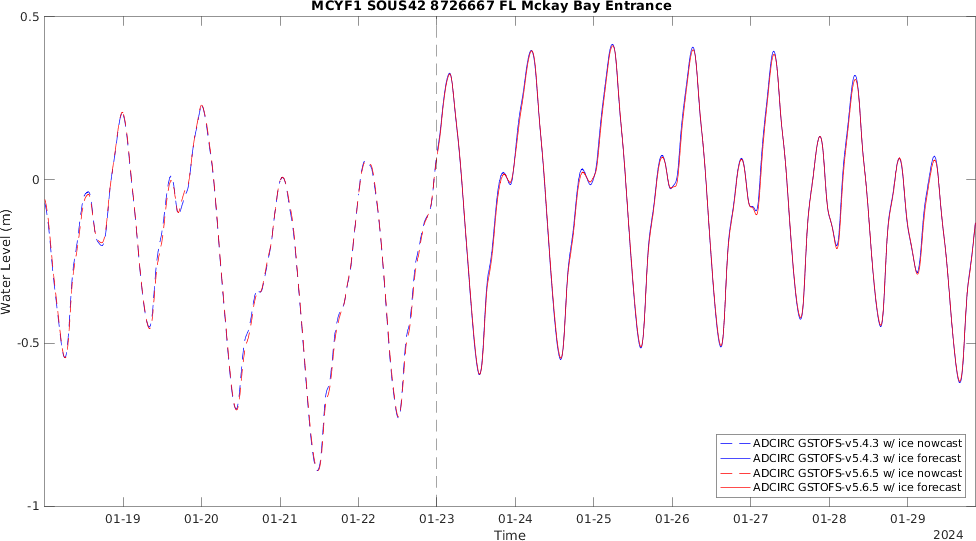 MCYF1 SOUS42 8726667 FL Mckay Bay Entrance
0.5
0
-0.5
-1
Water Level (m)
01-19 01-20 01-21 01-22 01-23 01-24 01-25 01-26 01-27 01-28 01-29
Time
2024
ADCIRC GSTOFS-v5.4.3 w/ ice nowcast
ADCIRC GSTOFS-v5.4.3 w/ ice forecast
ADCIRC GSTOFS-v5.6.5 w/ ice nowcast
ADCIRC GSTOFS-v5.6.5 w/ ice forecast